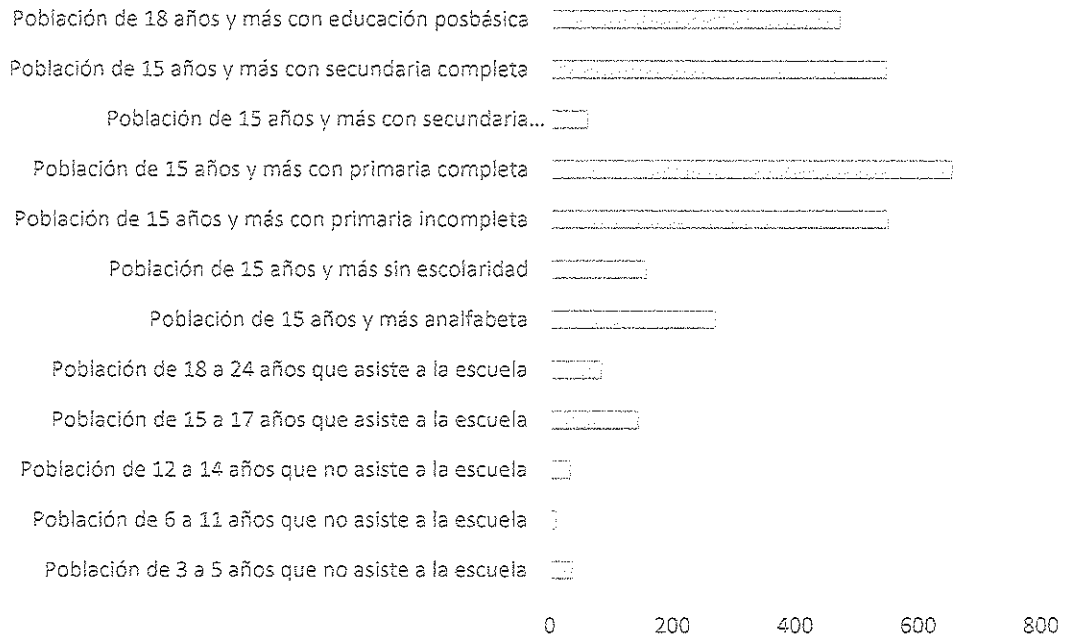 Población de 18 años y más con educación posbásica
Población de 15 años y más con secundaria completa
Población de 15 años y más con secundaria...
Población de 15 años y más con primaria completa
Población de 15 años y más con primaria incompleta
Población de 15 años y más sin escolaridad
Población de 15 años y más analfabeta
Población de 18 a 24 años que asiste a la escuela
Población de 15 a 17 años que asiste a la escuela
Población de 12 a 14 años que no asiste a la escuela
Población de 6 a 11 años que no asiste a la escuela
Población de 3 a 5 años que no asiste a la escuela
0 200 400 600 800